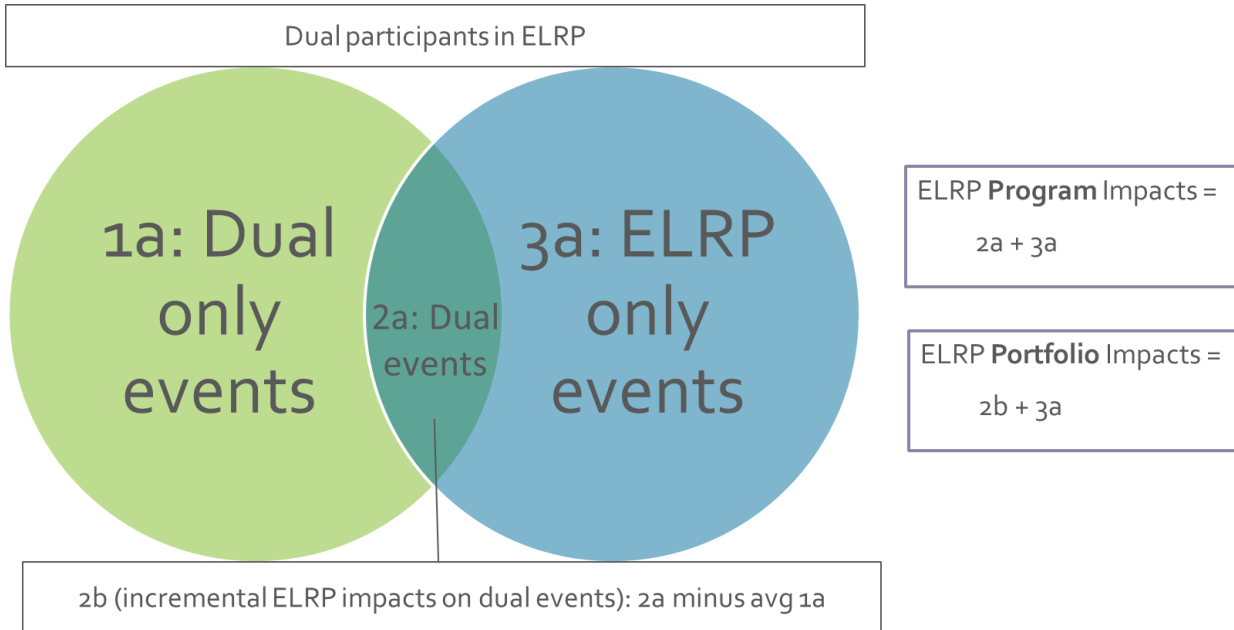 Dual participants in ELRP
1a: Dual
only
events
2a: Dual
events
3a: ELRP
only
events
ELRP Program Impacts =
2a + 3a
ELRP Portfolio Impacts =
2b + 3a
2b (incremental ELRP impacts on dual events): 2a minus avg 1a